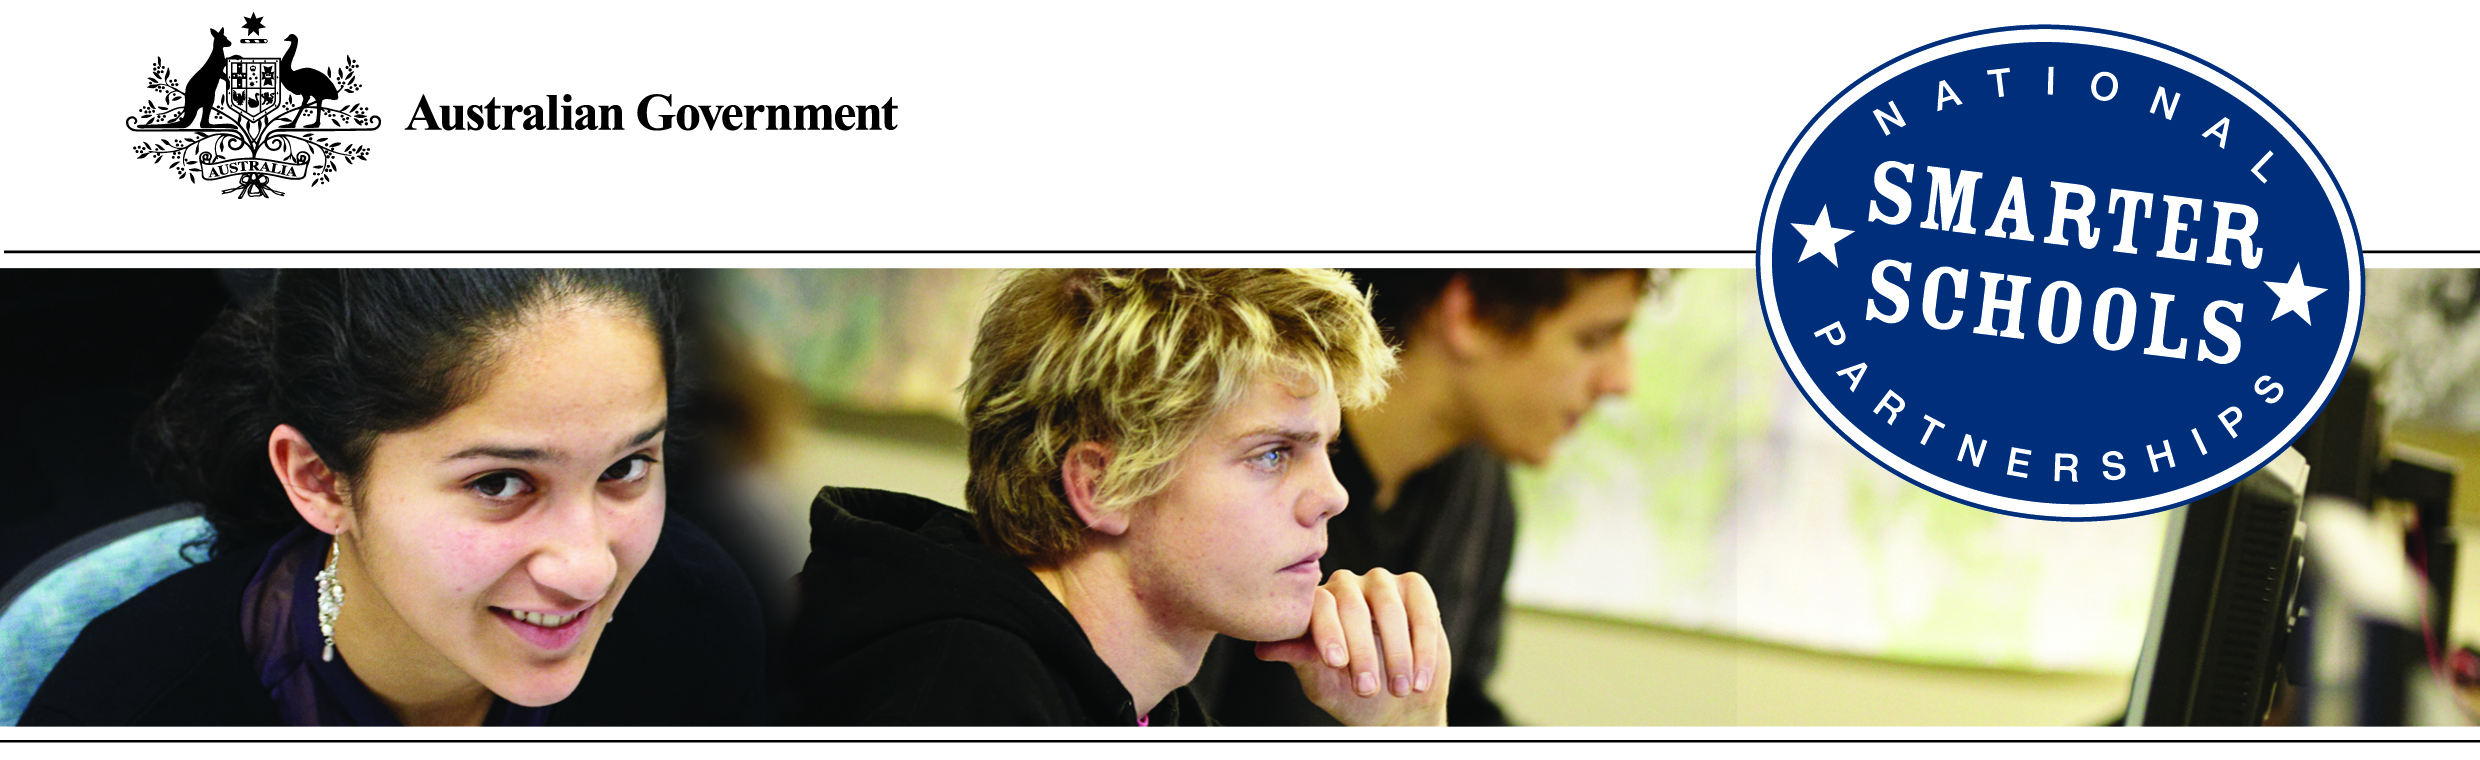 AUSTRALIA
Australian Government
NATIONAL
SMARTER
SCHOOLS
PARTNERSHIPS